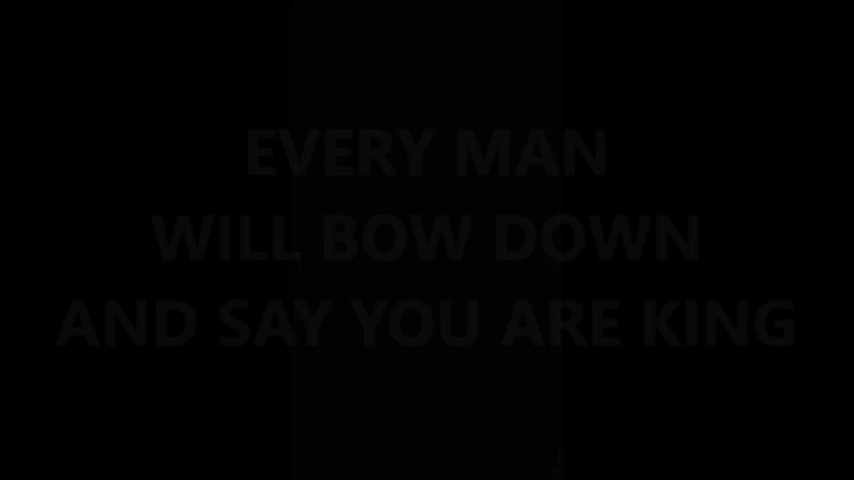 EVERY MAN
WILL BOW DOWN
AND SAY YOU ARE KING